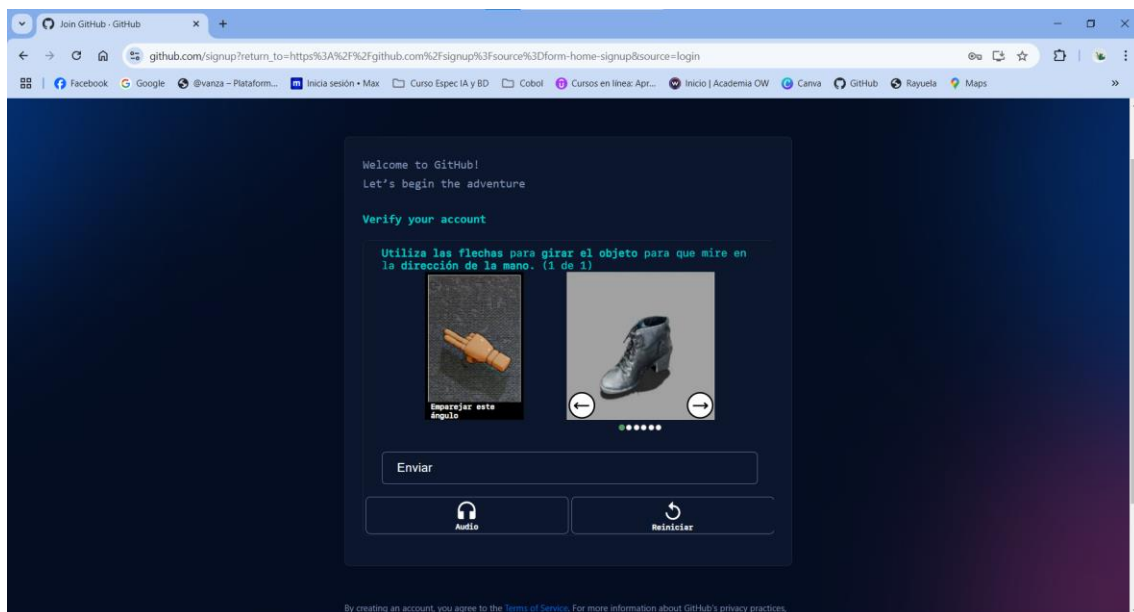 Join GitHub · GitHub
github.com/signup?return_to=https%3A%2F%2Fgithub.com%2Fsignup%3Fsource%3Dform-home-signup&source=login
Facebook Google @vanza – Plataform... Inicia sesión • Max Curso Espec IA y BD Cobol Cursos en línea: Apr... Inicio | Academia OW Canva GitHub Rayuela Maps
Welcome to GitHub!
Let's begin the adventure
Verify your account
Utiliza las flechas para girar el objeto para que mire en
la dirección de la mano. (1 de 1)
Emparejar este
ángulo
Enviar
Audio
Reiniciar
By creating an account, you agree to the Terms of Service. For more information about GitHub's privacy practices,